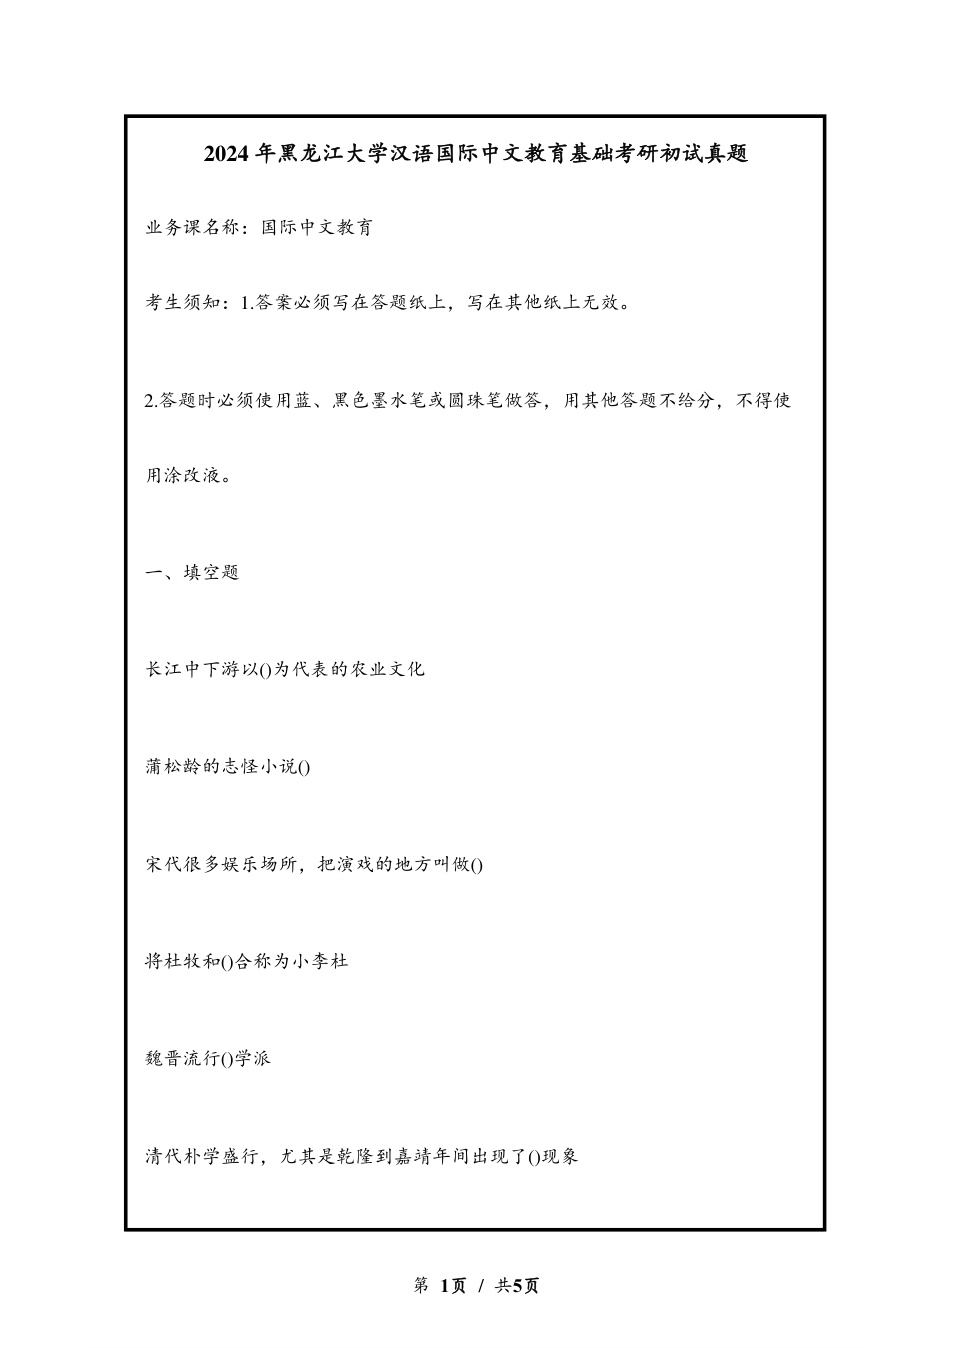 2024 年黑龙江大学汉语国际中文教育基础考研初试真题
业务课名称：国际中文教育
考生须知：1.答案必须写在答题纸上，写在其他纸上无效。
2.答题时必须使用蓝、黑色墨水笔或圆珠笔做答，用其他答题不给分，不得使
用涂改液。
一、填空题
长江中下游以()为代表的农业文化
蒲松龄的志怪小说()
宋代很多娱乐场所，把演戏的地方叫做()
将杜牧和()合称为小李杜
魏晋流行()学派
清代朴学盛行，尤其是乾隆到嘉靖年间出现了()现象
第 1页 / 共5页